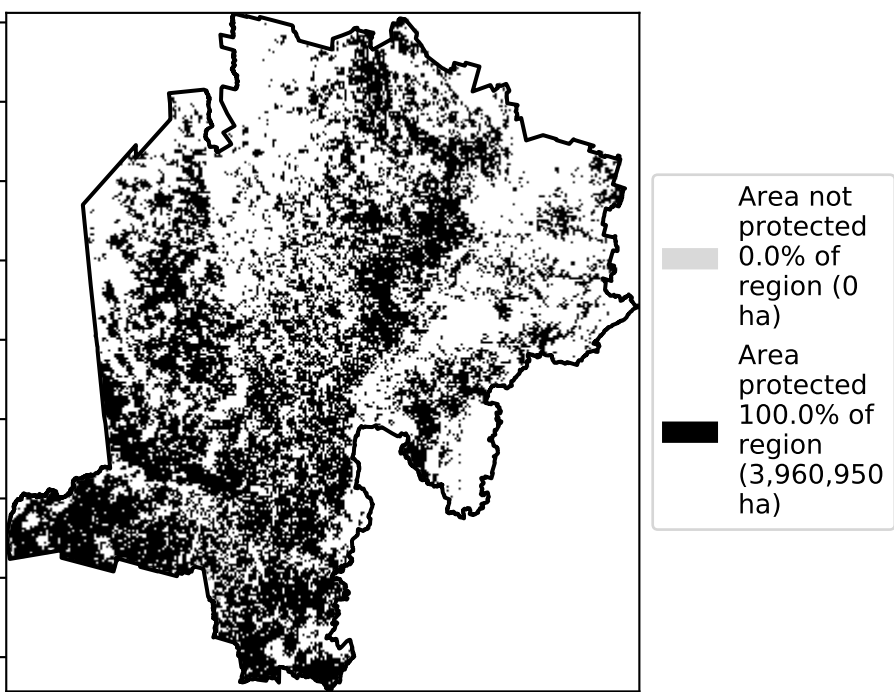 Area not
protected
0.0% of
region (0
ha)
Area
protected
100.0% of
region
(3,960,950
ha)